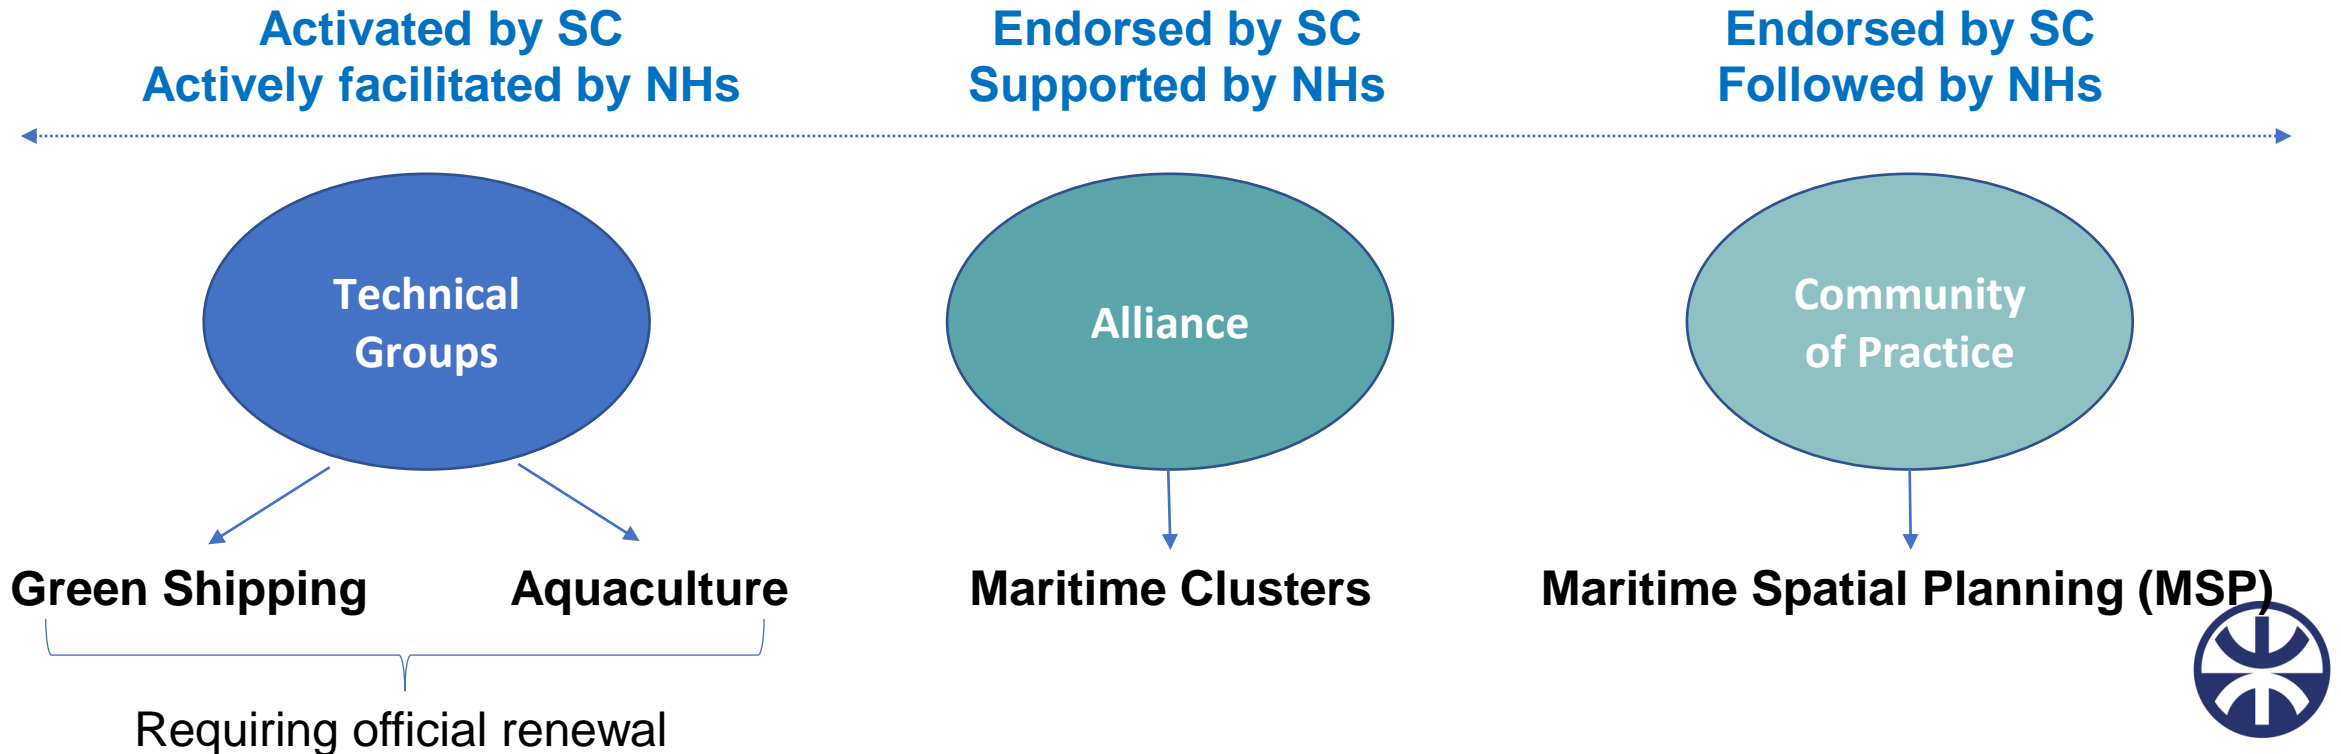 Activated by SC
Actively facilitated by NHs
Endorsed by SC
Supported by NHs
Endorsed by SC
Followed by NHs
Technical
Groups
Alliance
Community
of Practice
Green Shipping
Aquaculture
Maritime Clusters
Maritime Spatial Planning (MSP)
Requiring official renewal